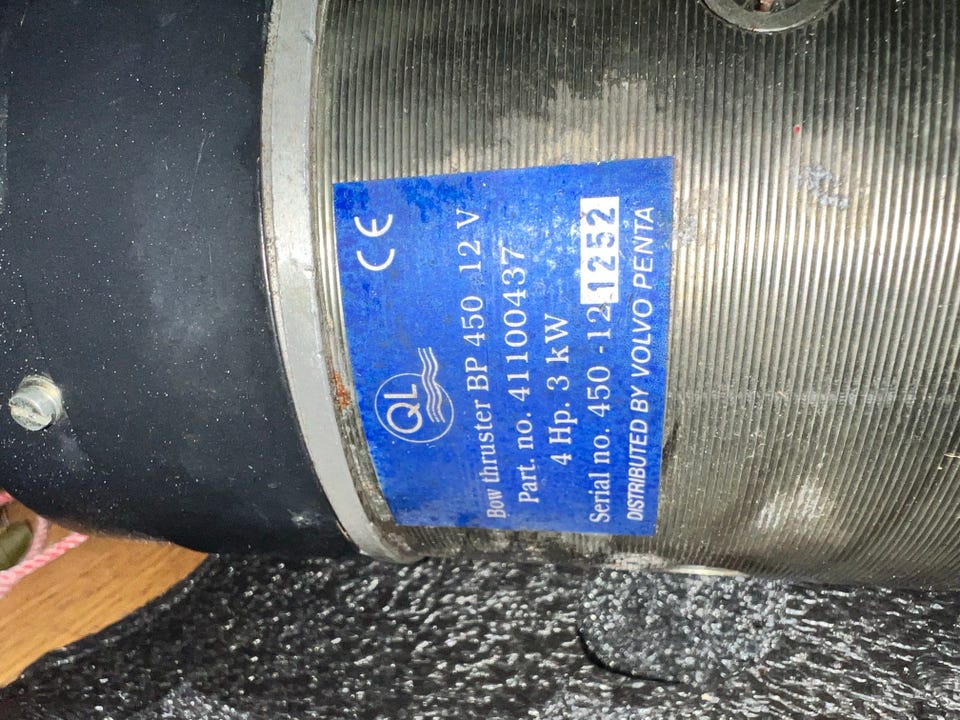 CE
QL
Bow thruster BP 450 12 V
Part. no. 41100437
4 Hp. 3 kW
Serial no. 450 - 12 1252
DISTRIBUTED BY VOLVO PENTA